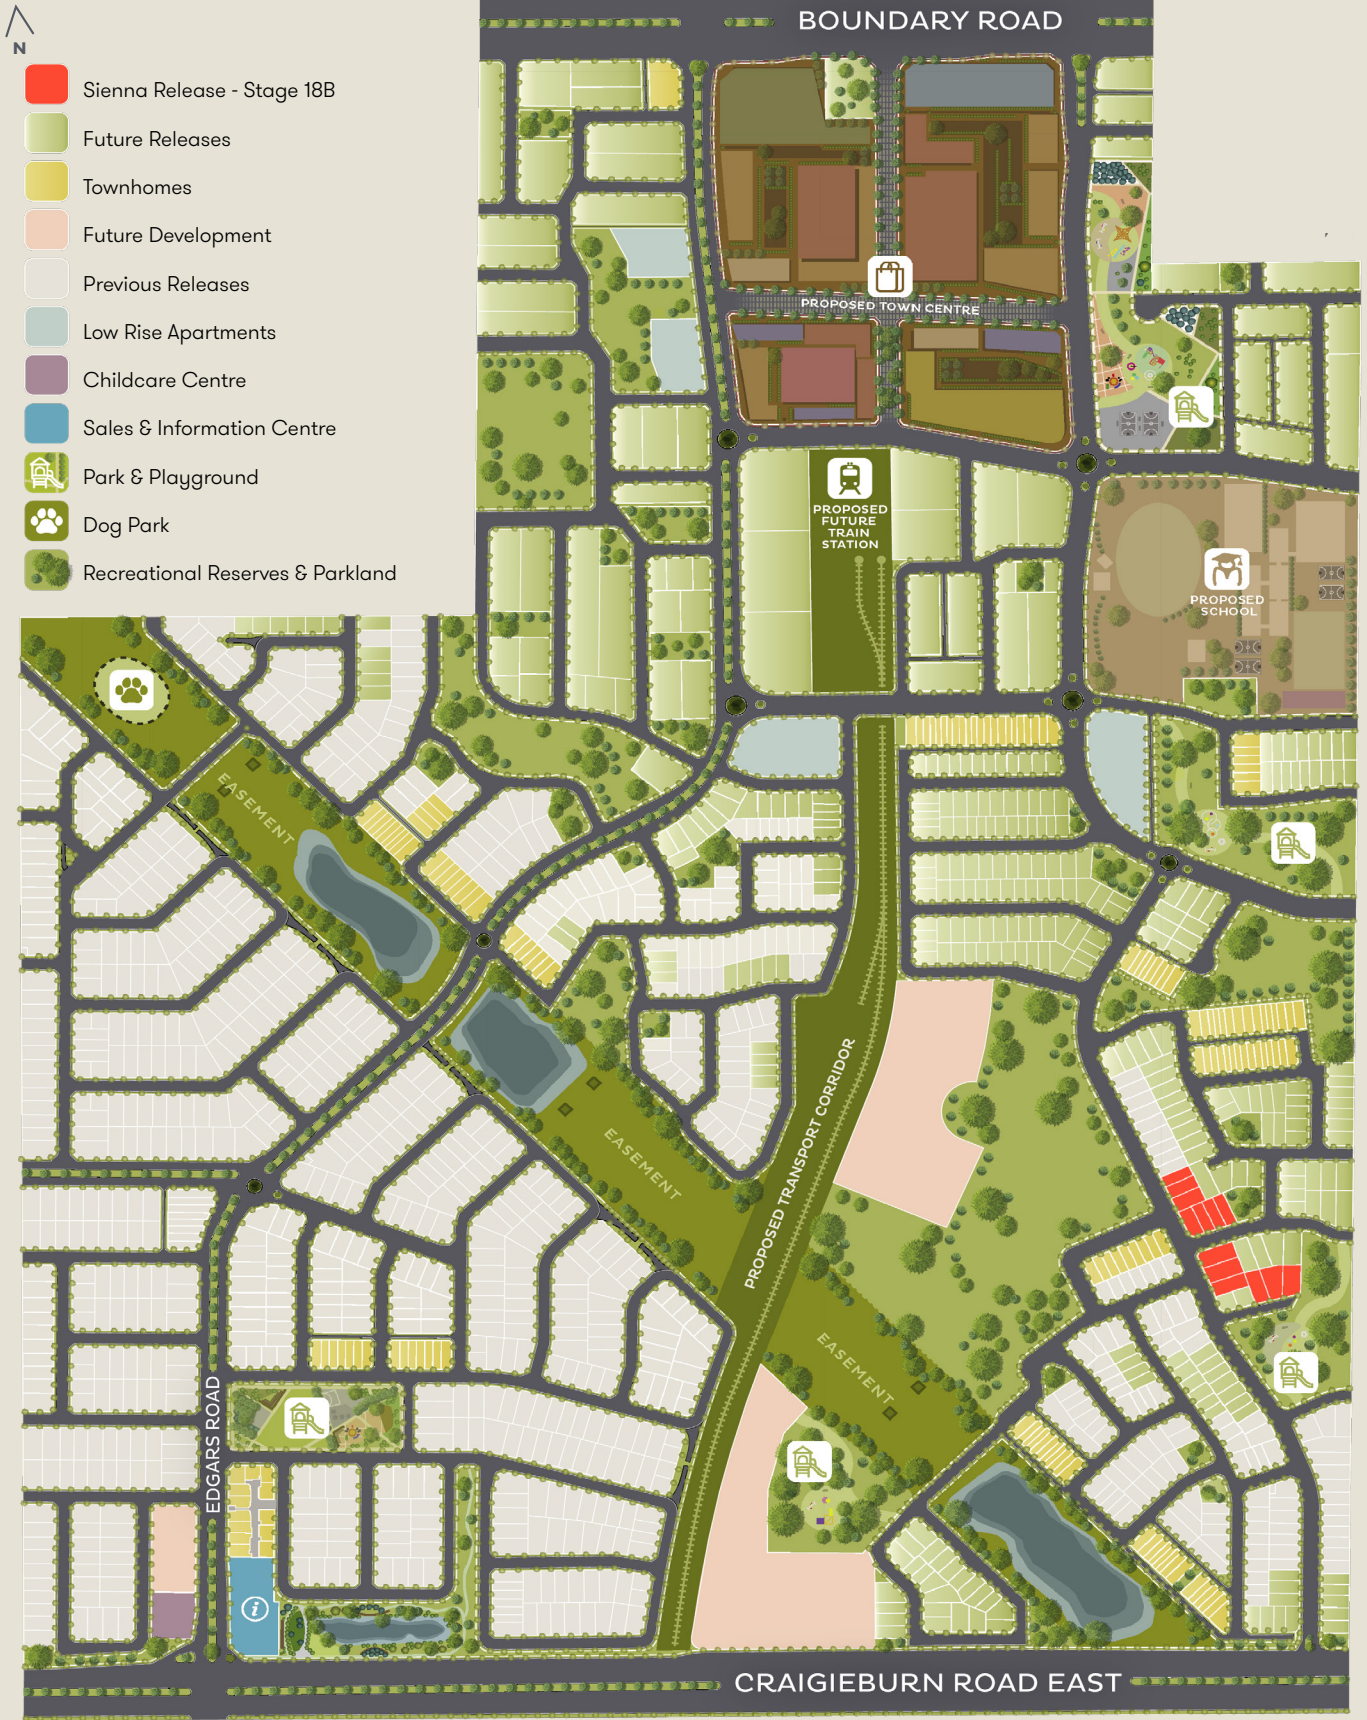 BOUNDARY ROAD
N
Sienna Release - Stage 18B
Future Releases
Townhomes
Future Development
Previous Releases
Low Rise Apartments
Childcare Centre
Sales & Information Centre
Park & Playground
Dog Park
Recreational Reserves & Parkland
PROPOSED TOWN CENTRE
PROPOSED
FUTURE
TRAIN
STATION
PROPOSED
SCHOOL
EASEMENT
EASEMENT
PROPOSED TRANSPORT CORRIDOR
EASEMENT
EDGARS ROAD
i
CRAIGIEBURN ROAD EAST